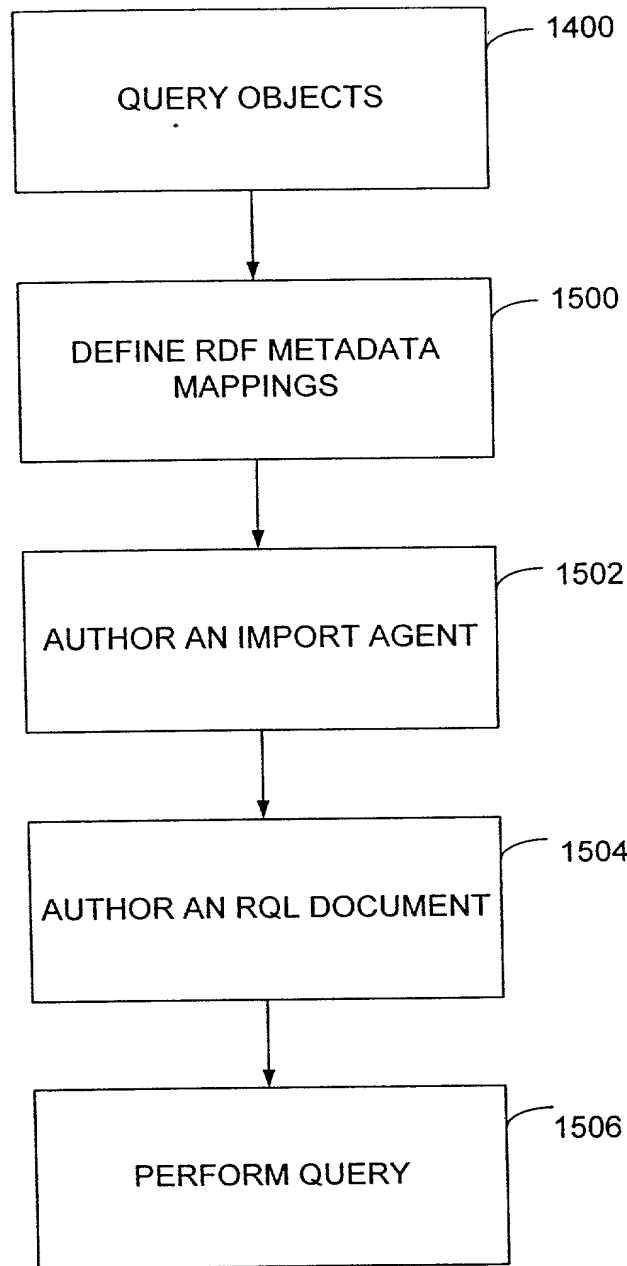 1400
QUERY OBJECTS
1500
DEFINE RDF METADATA
MAPPINGS
1502
AUTHOR AN IMPORT AGENT
1504
AUTHOR AN RQL DOCUMENT
1506
PERFORM QUERY